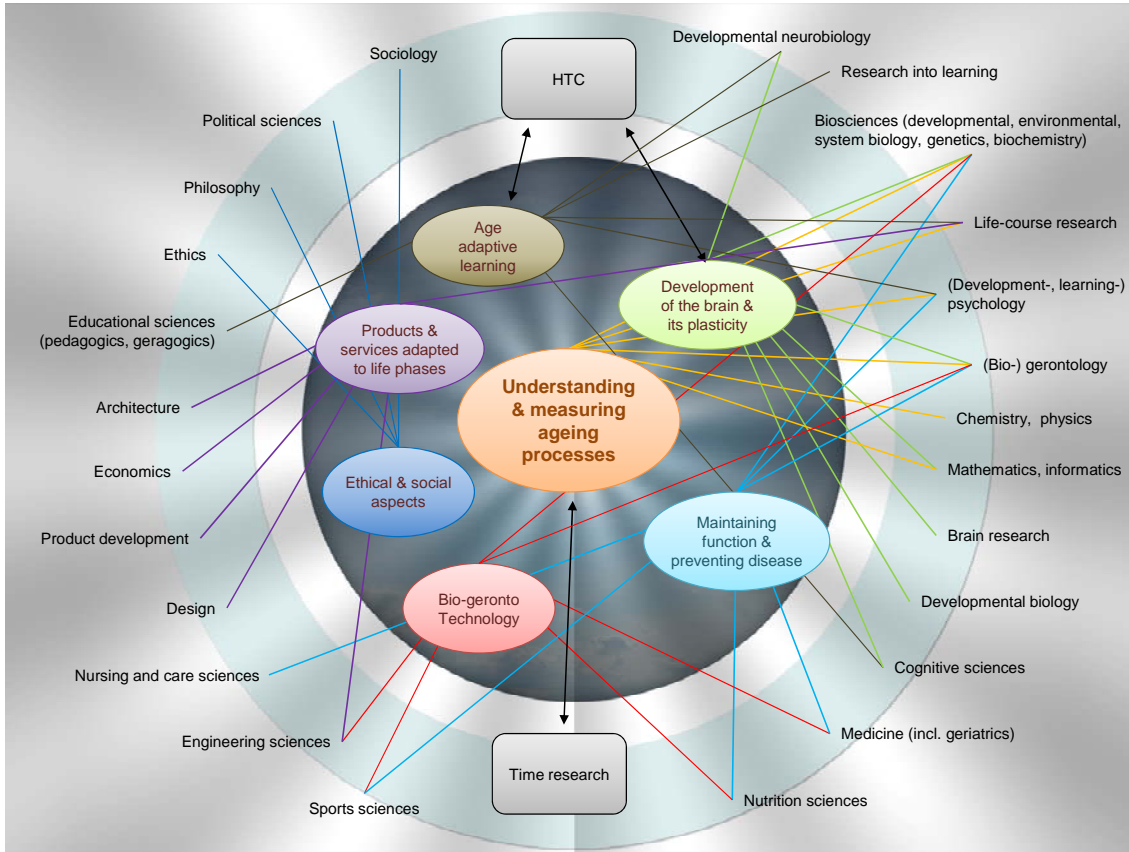 Sociology
Developmental neurobiology
HTC
Research into learning
Political sciences
Biosciences (developmental, environmental,
system biology, genetics, biochemistry)
Philosophy
Life-course research
Age
adaptive
learning
Ethics
(Development-, learning-)
psychology
Development
of the brain &
its plasticity
Educational sciences
(pedagogics, geragogics)
Products &
services adapted
to life phases
(Bio-) gerontology
Understanding
& measuring
ageing
processes
Architecture
Chemistry, physics
Economics
Mathematics, informatics
Ethical & social
aspects
Product development
Maintaining
function &
preventing disease
Brain research
Design
Bio-geronto
Technology
Developmental biology
Nursing and care sciences
Cognitive sciences
Engineering sciences
Medicine (incl. geriatrics)
Time research
Sports sciences
Nutrition sciences